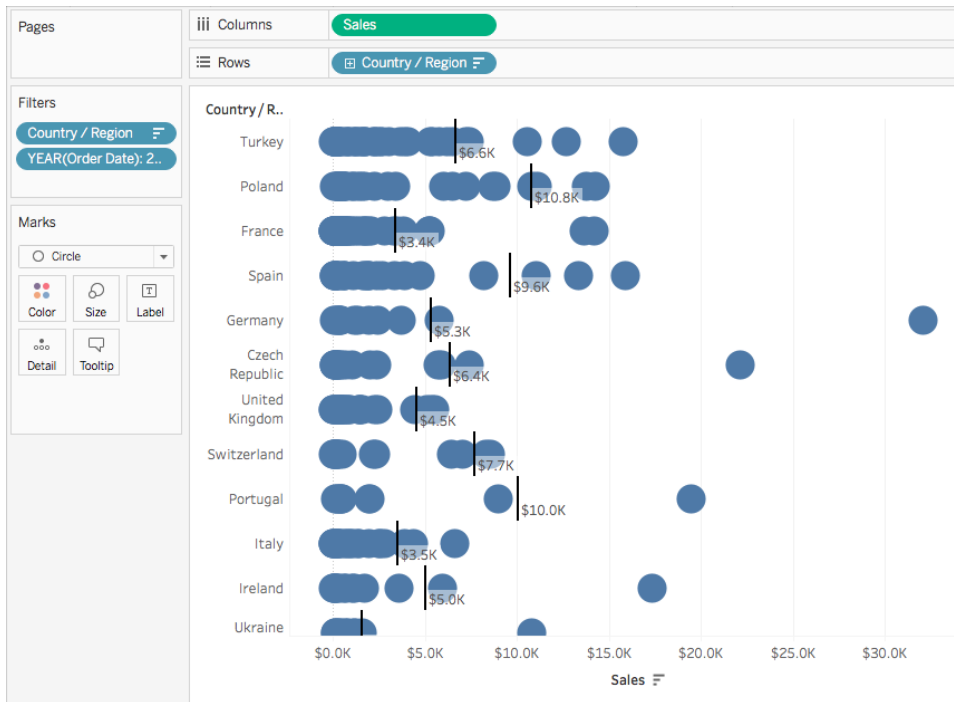 Pages
Columns
Sales
Rows
Country / Region
Filters
Country / Region
YEAR(Order Date): 2..
Marks
Circle
Color
Size
Label
Detail
Tooltip
Country / R..
Turkey
$6.6K
Poland
$10.8K
France
$3.4K
Spain
$9.6K
Germany
$5.3K
Czech
Republic
$6.4K
United
Kingdom
$4.5K
Switzerland
$7.7K
Portugal
$10.0K
Italy
$3.5K
Ireland
$5.0K
Ukraine
$0.0K $5.0K $10.0K $15.0K $20.0K $25.0K $30.0K
Sales